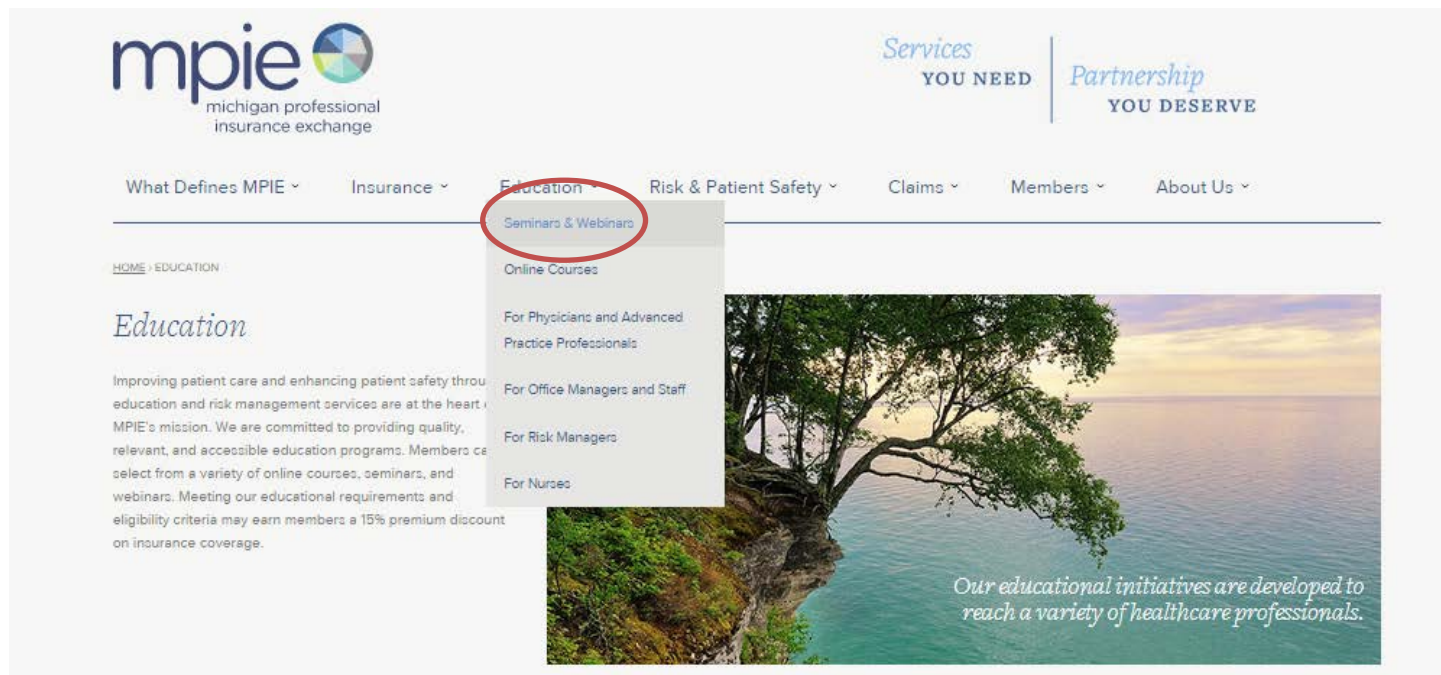 mpie
michigan professional
insurance exchange
Services
YOU NEED
Partnership
YOU DESERVE
What Defines MPIE
Insurance
Education
Risk & Patient Safety
Claims
Members
About Us
Seminars & Webinars
Online Courses
For Physicians and Advanced
Practice Professionals
For Office Managers and Staff
For Risk Managers
For Nurses
HOME › EDUCATION
Education
Improving patient care and enhancing patient safety throu
education and risk management services are at the heart
MPIE's mission. We are committed to providing quality,
relevant, and accessible education programs. Members ca
select from a variety of online courses, seminars, and
webinars. Meeting our educational requirements and
eligibility criteria may earn members a 15% premium discount
on insurance coverage.
Our educational initiatives are developed to
reach a variety of healthcare professionals.